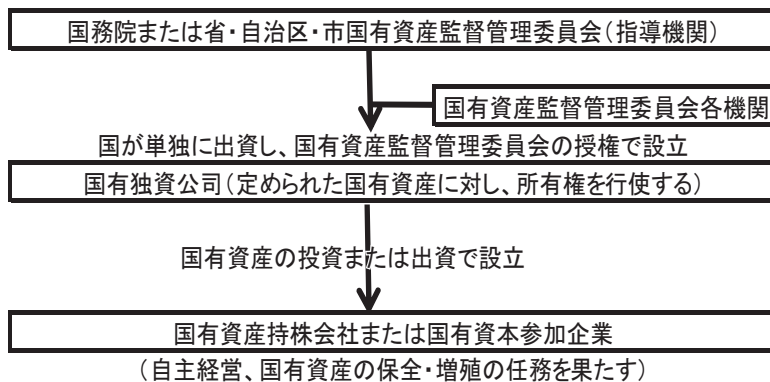 国務院または省・自治区・市国有資産監督管理委員会（指導機関）
国有資産監督管理委員会各機関
国が単独に出資し、国有資産監督管理委員会の授権で設立
国有独資公司（定められた国有資産に対し、所有権を行使する）
国有資産の投資または出資で設立
国有資産持株会社または国有資本参加企業
（自主経営、国有資産の保全・増殖の任務を果たす）